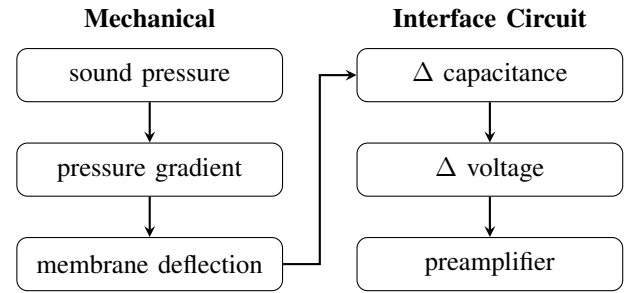 Mechanical
sound pressure
pressure gradient
membrane deflection
Interface Circuit
Δ capacitance
Δ voltage
preamplifier